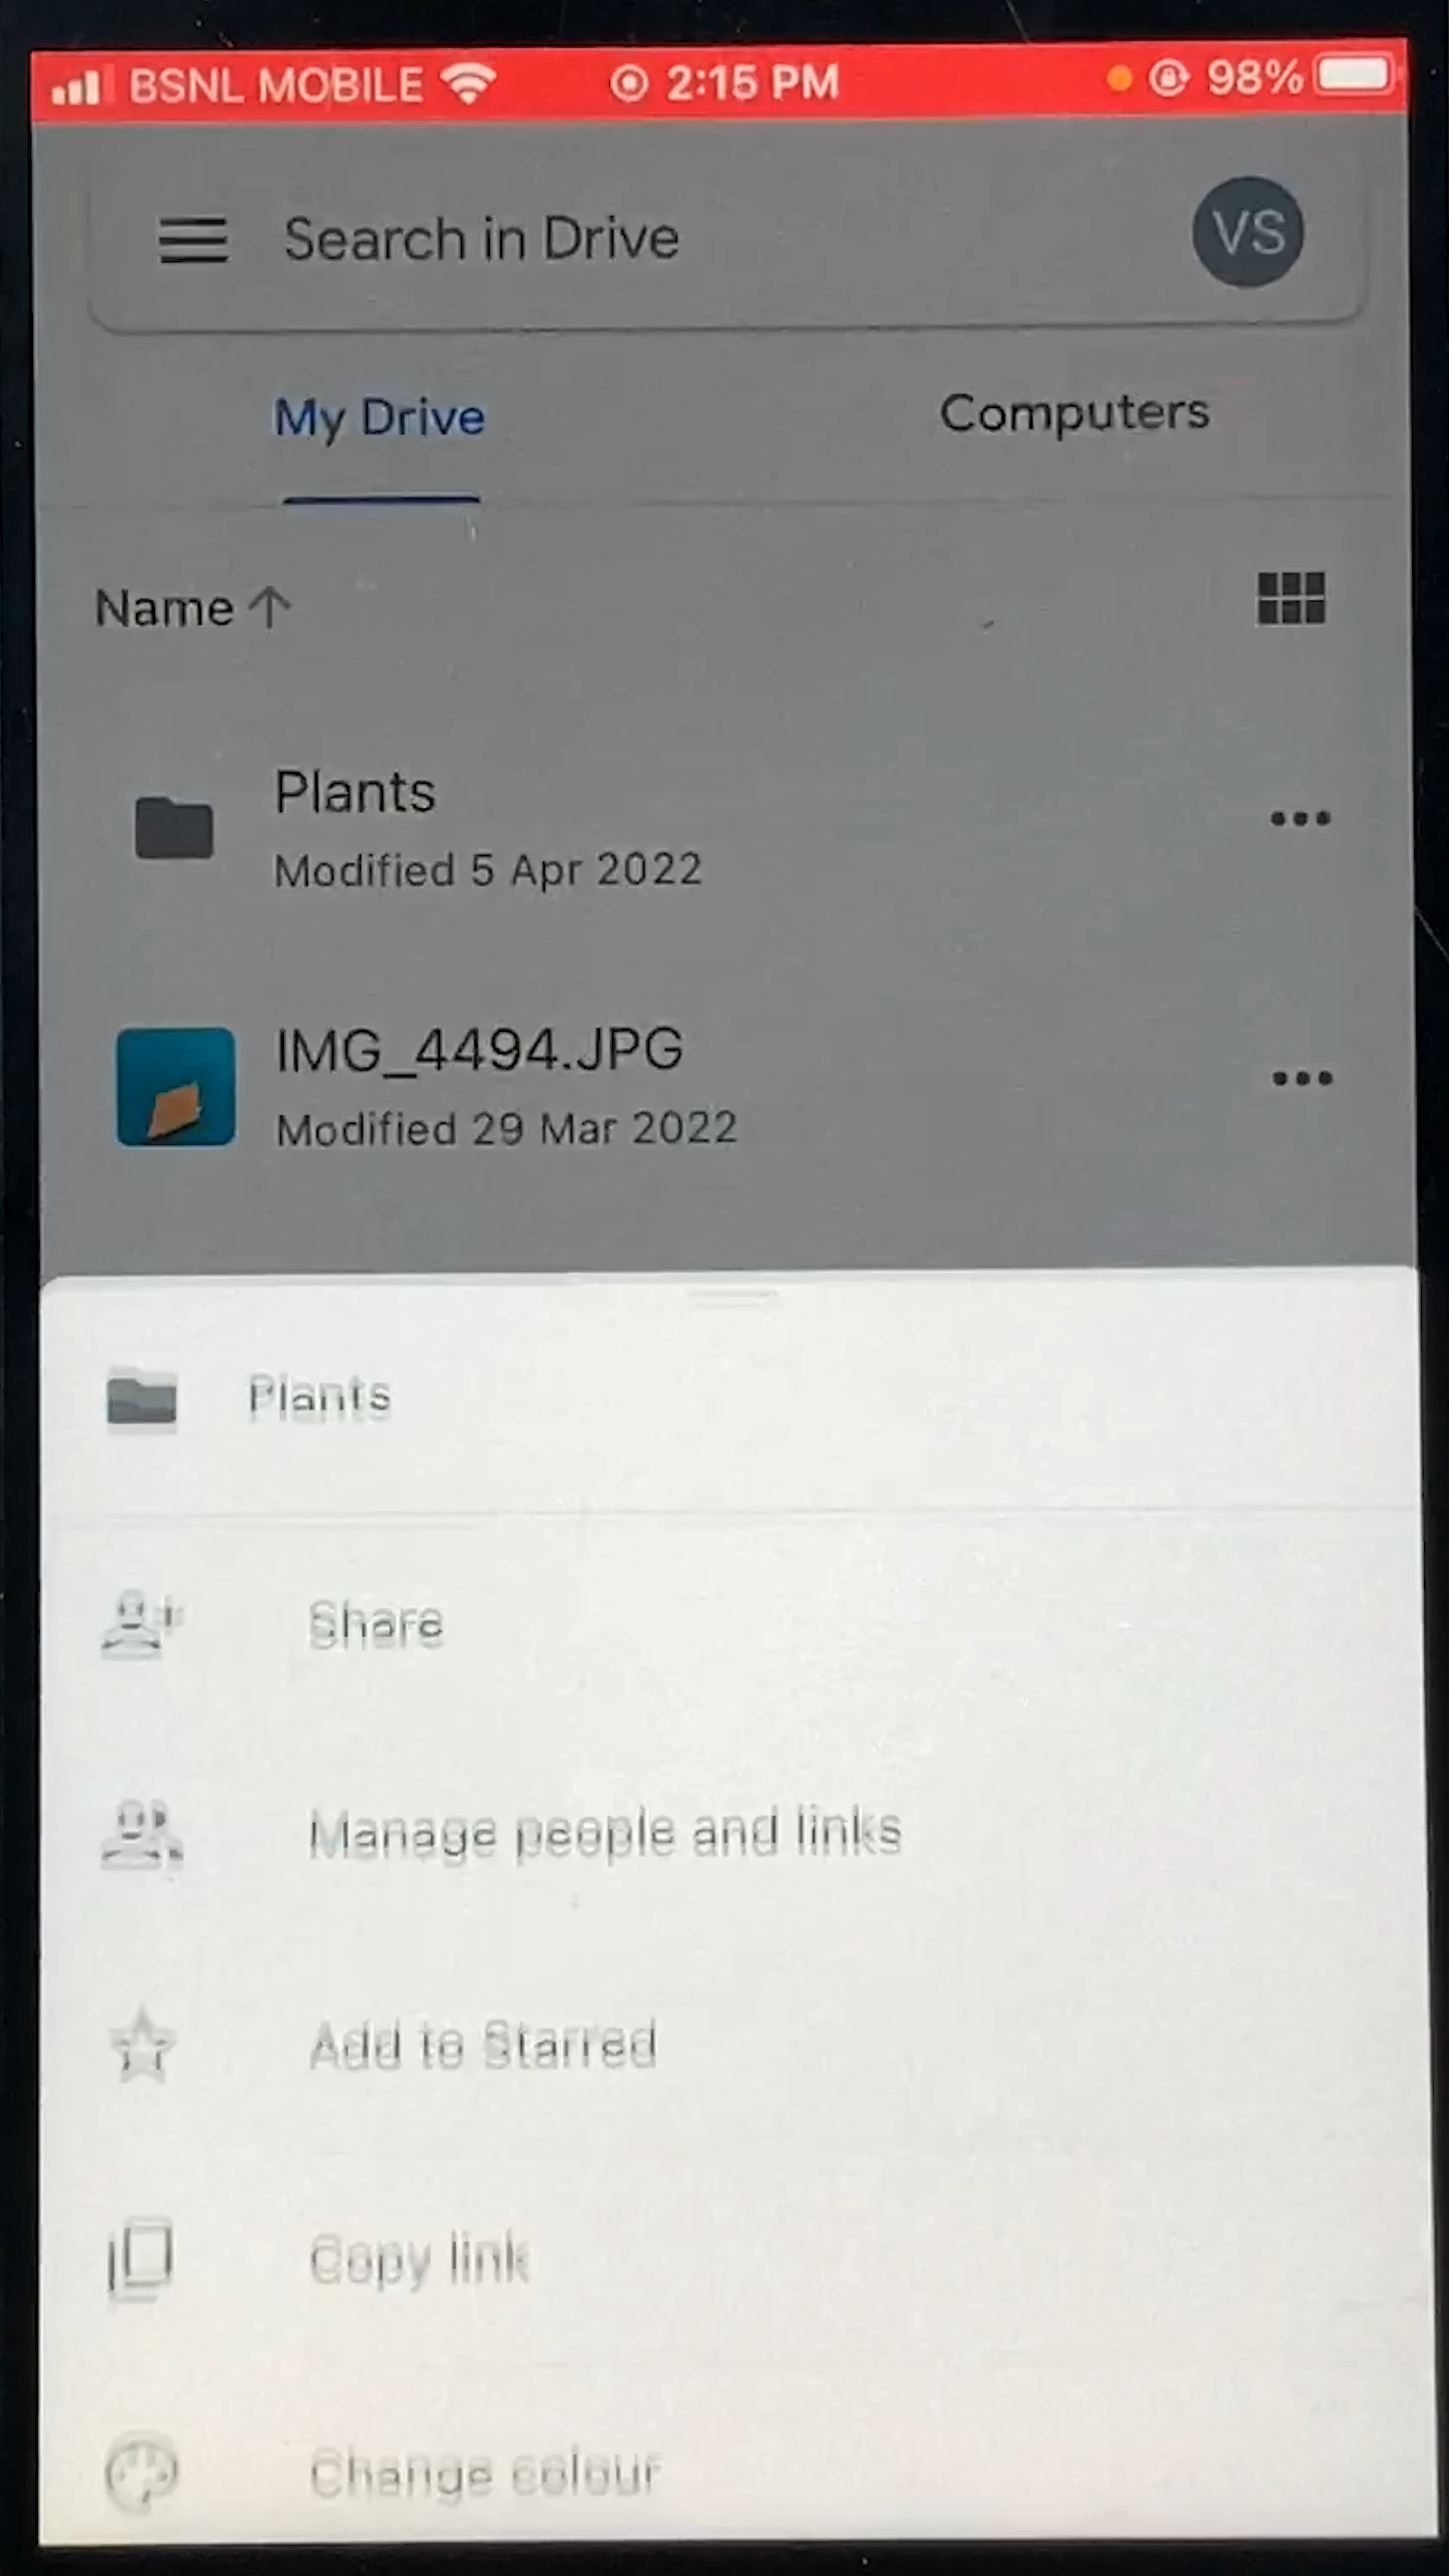 BSNL MOBILE 2:15 PM 98%
Search in Drive VS
My Drive Computers
Name ↑
Plants
Modified 5 Apr 2022
IMG_4494.JPG
Modified 29 Mar 2022
Plants
Share
Manage people and links
Add to Starred
Copy link
Change colour